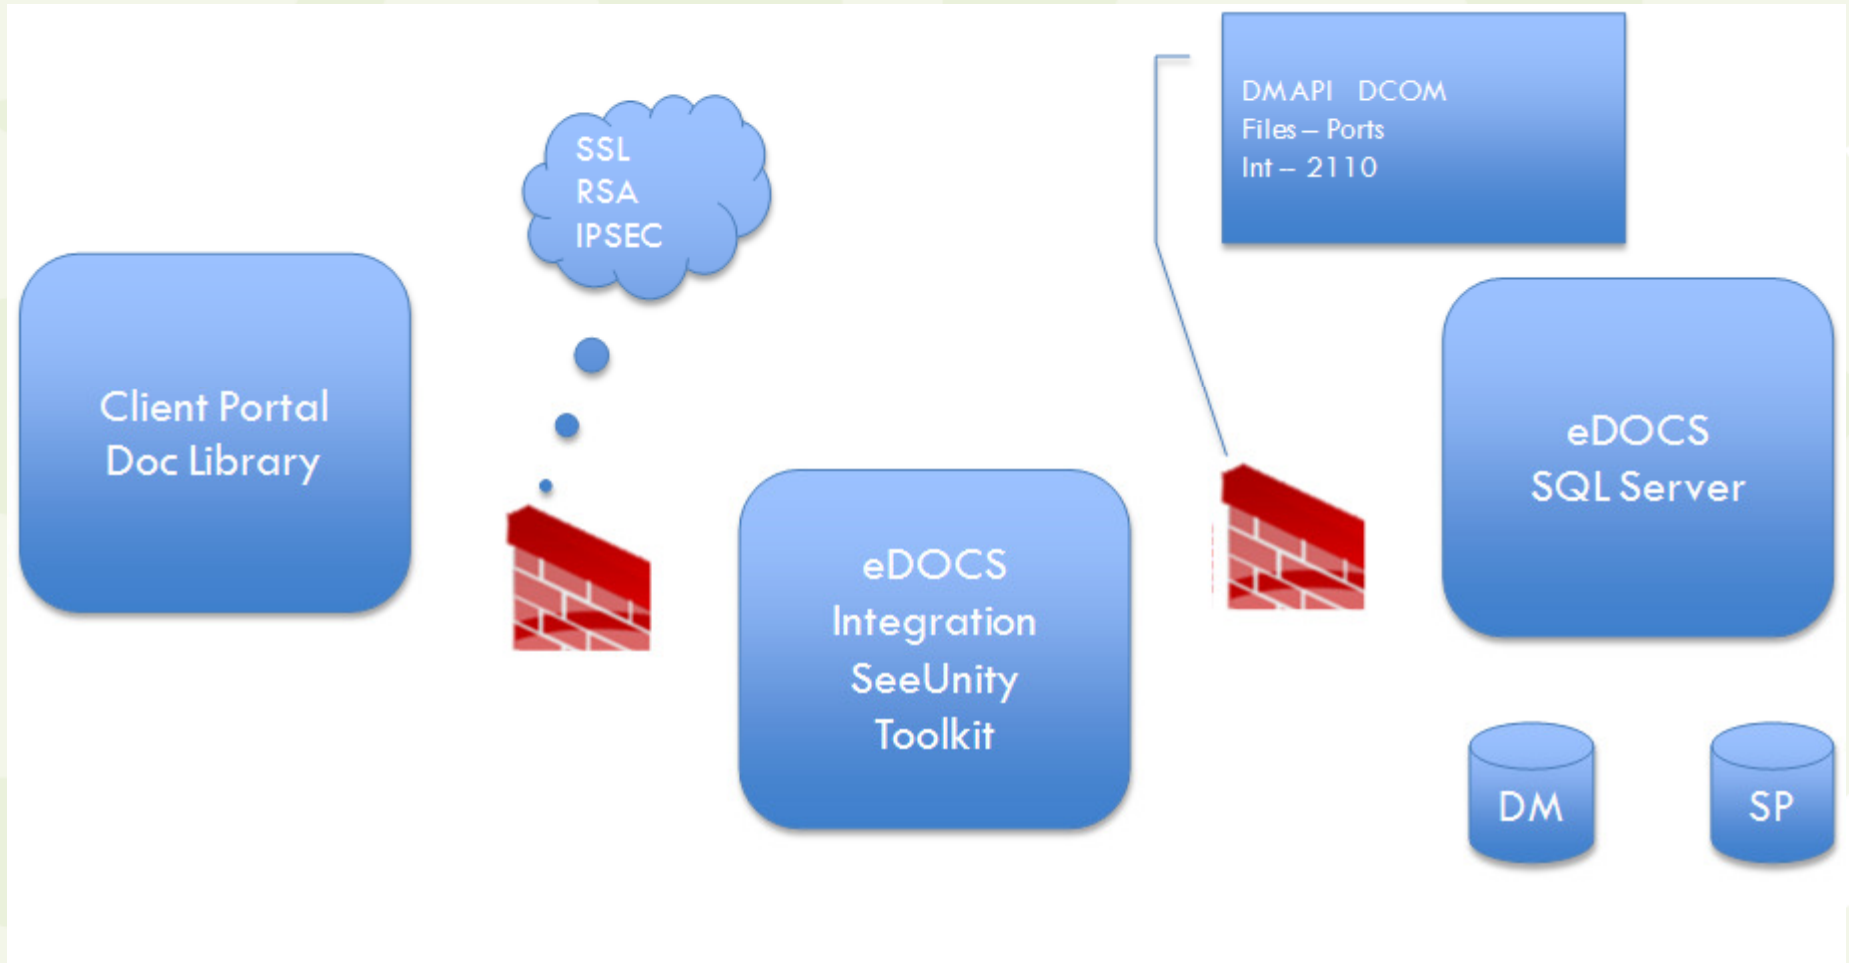 DMAPI DCOM
Files – Ports
Int – 2110
SSL
RSA
IPSEC
Client Portal
Doc Library
eDOCS
SQL Server
eDOCS
Integration
SeeUnity
Toolkit
DM
SP